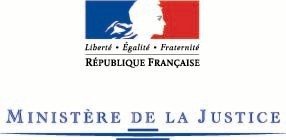 Liberté • Égalité • Fraternité
RÉPUBLIQUE FRANÇAISE
MINISTÈRE DE LA JUSTICE